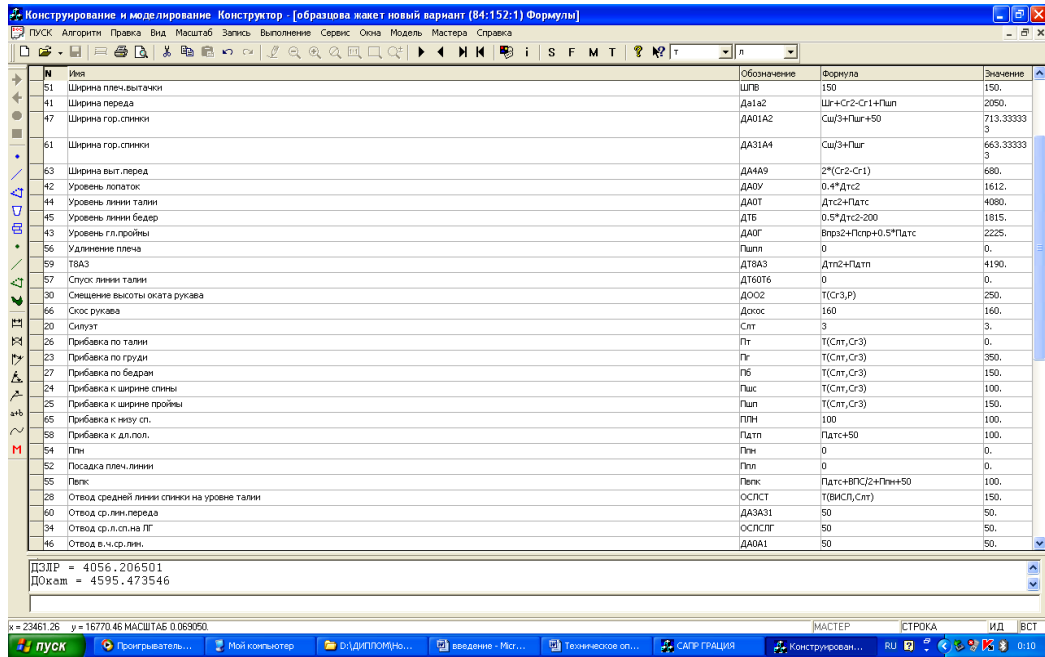 Конструирование и моделирование Конструктор - [образцова жакет новый вариант (84:152:1) Формулы]
ПУСК Алгоритм Правка Вид Масштаб Запись Выполнение Сервис Окна Модель Мастера Справка
i S F M T т л
N Имя Обозначение Формула Значение
51 Ширина плеч.вытачки ШПВ 150 150.
41 Ширина переда Да1а2 Шг+Сг2-Сг1+Пшп 2050.
47 Ширина гор.спинки ДА01А2 Сш/3+Пшг+50 713.33333
3
61 Ширина гор.спинки ДА31А4 Сш/3+Пшг 663.33333
3
63 Ширина выт.перед ДА4А9 2*(Сг2-Сг1) 680.
42 Уровень лопаток ДА0У 0.4*Дтс2 1612.
44 Уровень линии талии ДА0Т Дтс2+Пдтс 4080.
45 Уровень линии бедер ДТБ 0.5*Дтс2-200 1815.
43 Уровень гл.проймы ДА0Г Впрз2+Пспр+0.5*Пдтс 2225.
56 Удлинение плеча Пшпл 0 0.
59 Т8А3 ДТ8А3 Дтп2+Пдтп 4190.
57 Спуск линии талии ДТ60Т6 0 0.
30 Смещение высоты оката рукава ДОО2 Т(Сг3,Р) 250.
66 Скос рукава Дскос 160 160.
20 Силуэт Слт 3 3.
26 Прибавка по талии Пт Т(Слт,Сг3) 0.
23 Прибавка по груди Пг Т(Слт,Сг3) 350.
27 Прибавка по бедрам Пб Т(Слт,Сг3) 150.
24 Прибавка к ширине спины Пшс Т(Слт,Сг3) 100.
25 Прибавка к ширине проймы Пшп Т(Слт,Сг3) 150.
65 Прибавка к низу сп. ПЛН 100 100.
58 Прибавка к дл.пол. Пдтп Пдтс+50 100.
54 Ппн Ппн 0 0.
52 Посадка плеч.линии Ппл 0 0.
55 Пвпк Пвпк Пдтс+ВПС/2+Ппн+50 100.
28 Отвод средней линии спинки на уровне талии ОСЛСТ Т(ВИСЛ,Слт) 150.
60 Отвод ср.лин.переда ДА3А31 50 50.
34 Отвод ср.л.сп.на ЛГ ОСЛСЛГ 50 50.
46 Отвод в.ч.ср.лин. ДА0А1 50 50.
a+b
M
ДЗЛР = 4056.206501
ДОкат = 4595.473546
x = 23461.26 y = 16770.46 МАСШТАБ 0.069050. МАСТЕР СТРОКА ИД ВСТ
пуск Проигрыватель... Мой компьютер D:\ДИПЛОМ\Но... введение - Micr... Техническое оп... САПР ГРАЦИЯ Конструирован... RU 0:10